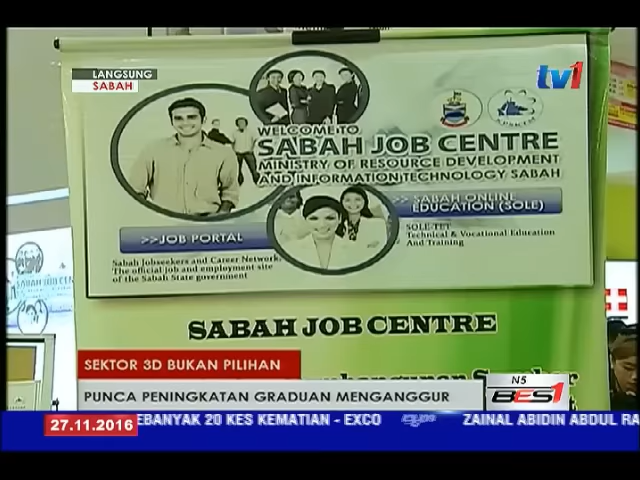 LANGSUNG
SABAH
tv1
WELCOME TO
SABAH JOB CENTRE
MINISTRY OF RESOURCE DEVELOPMENT
AND INFORMATION TECHNOLOGY SABAH
>>JOB PORTAL
>>SABAH ONLINE
EDUCATION (SOLE)
Sabah Jobseekers and Career Network.
The official job and employment site
of the Sabah State government
SOLE-TET
Technical & Vocational Education
And Training
SABAH JOB CENTRE
SEKTOR 3D BUKAN PILIHAN
PUNCA PENINGKATAN GRADUAN MENGANGGUR
N5
BES1
27.11.2016
EBANYAK 20 KES KEMATIAN - EXCO
ZAINAL ABIDIN ABDUL RA